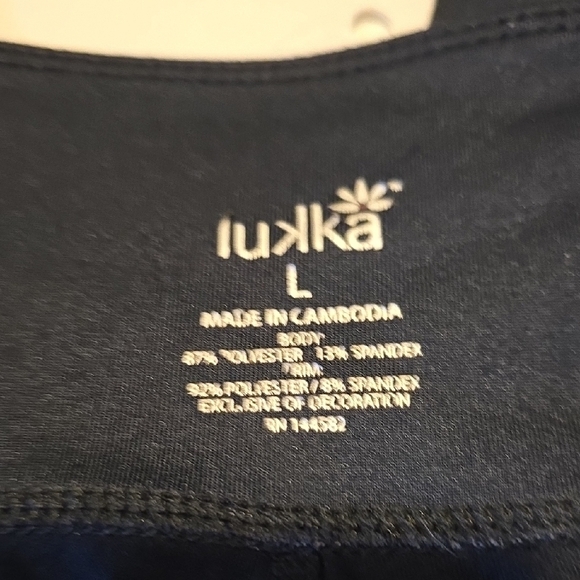 lukka
L
MADE IN CAMBODIA
BODY:
87% POLYESTER 13% SPANDEX
TRIM:
92% POLYESTER / 8% SPANDEX
EXCLUSIVE OF DECORATION
RN 144582